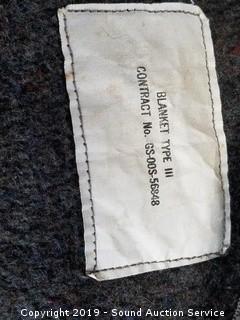 BLANKET TYPE III
CONTRACT No. GS-00S-56848
Copyright 2019 - Sound Auction Service